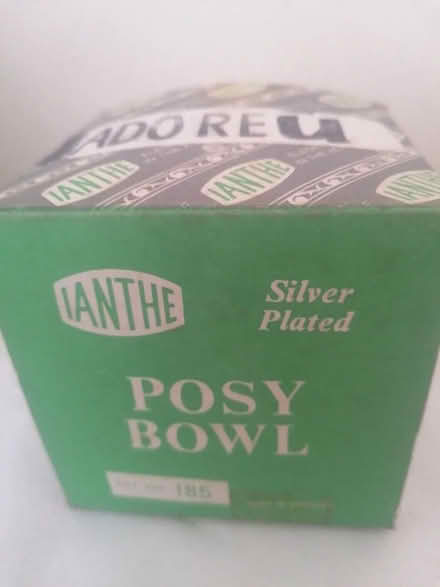 ADOREU
IANTHE
IANTHE
IANTHE
IANTHE
Silver
Plated
POSY
BOWL
185